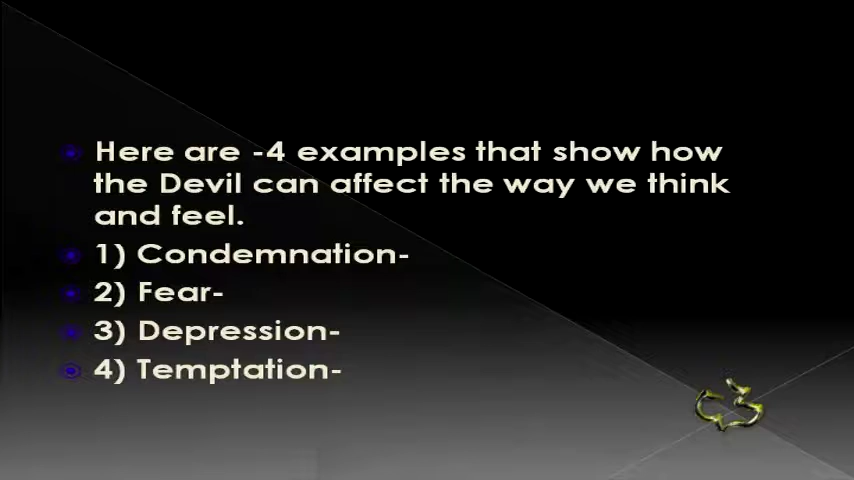 Here are -4 examples that show how
the Devil can affect the way we think
and feel.
1) Condemnation-
2) Fear-
3) Depression-
4) Temptation-